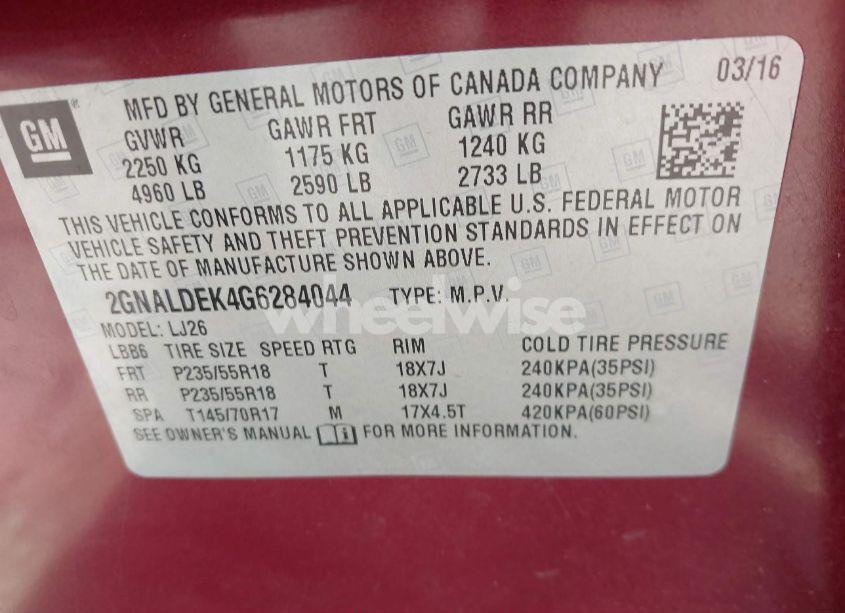 GM
MFD BY GENERAL MOTORS OF CANADA COMPANY 03/16
GVWR GAWR FRT GAWR RR
2250 KG 1175 KG 1240 KG
4960 LB 2590 LB 2733 LB
THIS VEHICLE CONFORMS TO ALL APPLICABLE U.S. FEDERAL MOTOR
VEHICLE SAFETY AND THEFT PREVENTION STANDARDS IN EFFECT ON
THE DATE OF MANUFACTURE SHOWN ABOVE.
2GNALDEK4G6284044 TYPE: M.P.V.
wheelwise
MODEL: LJ26
LBB6 TIRE SIZE SPEED RTG RIM COLD TIRE PRESSURE
FRT P235/55R18 T 18X7J 240KPA(35PSI)
RR P235/55R18 T 18X7J 240KPA(35PSI)
SPA T145/70R17 M 17X4.5T 420KPA(60PSI)
SEE OWNER'S MANUAL FOR MORE INFORMATION.